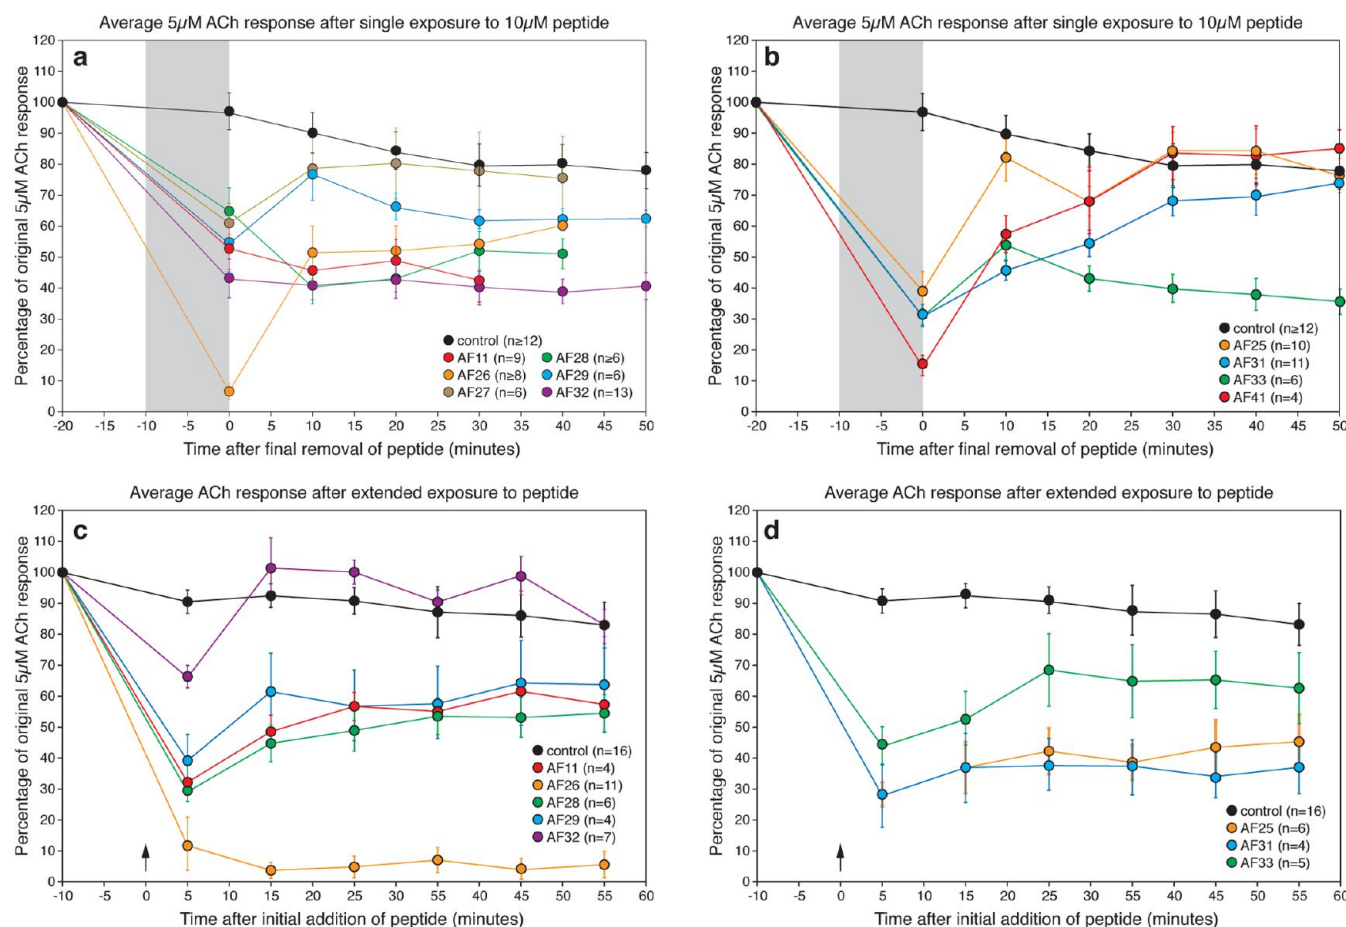 Average 5µM ACh response after single exposure to 10µM peptide
a
Percentage of original 5µM ACh response
120
110
100
90
80
70
60
50
40
30
20
10
0
control (n≥12)
AF11 (n=9) AF28 (n≥6)
AF26 (n≥8) AF29 (n=6)
AF27 (n=6) AF32 (n=13)
-20 -15 -10 -5 0 5 10 15 20 25 30 35 40 45 50
Time after final removal of peptide (minutes)
Average 5µM ACh response after single exposure to 10µM peptide
b
Percentage of original 5µM ACh response
120
110
100
90
80
70
60
50
40
30
20
10
0
control (n≥12)
AF25 (n=10)
AF31 (n=11)
AF33 (n=6)
AF41 (n=4)
-20 -15 -10 -5 0 5 10 15 20 25 30 35 40 45 50
Time after final removal of peptide (minutes)
Average ACh response after extended exposure to peptide
c
Percentage of original 5µM ACh response
120
110
100
90
80
70
60
50
40
30
20
10
0
control (n=16)
AF11 (n=4)
AF26 (n=11)
AF28 (n=6)
AF29 (n=4)
AF32 (n=7)
-10 -5 0 5 10 15 20 25 30 35 40 45 50 55 60
Time after initial addition of peptide (minutes)
Average ACh response after extended exposure to peptide
d
Percentage of original 5µM ACh response
120
110
100
90
80
70
60
50
40
30
20
10
0
control (n=16)
AF25 (n=6)
AF31 (n=4)
AF33 (n=5)
-10 -5 0 5 10 15 20 25 30 35 40 45 50 55 60
Time after initial addition of peptide (minutes)